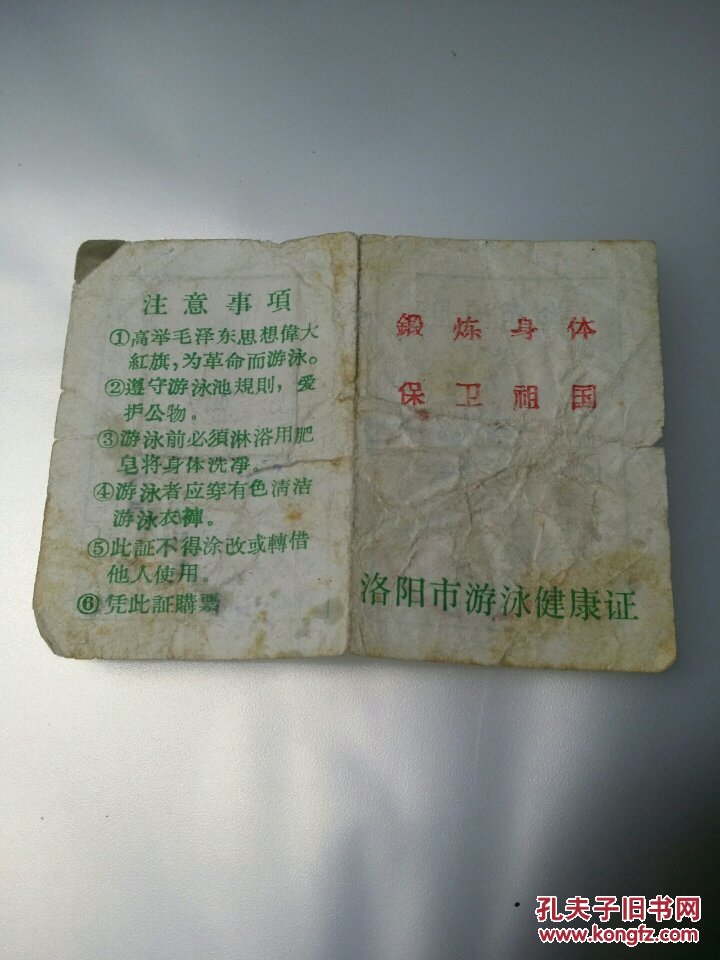 注意事項
①高举毛泽东思想偉大
紅旗，为革命而游泳。
②遵守游泳池規則，爱
护公物。
③游泳前必須淋浴用肥
皂将身体洗凈。
④游泳者应穿有色清洁
游泳衣褲。
⑤此証不得涂改或轉借
他人使用。
⑥凭此証購票
鍛炼身体
保卫祖国
洛阳市游泳健康证
孔夫子旧书网
www.kongfz.com